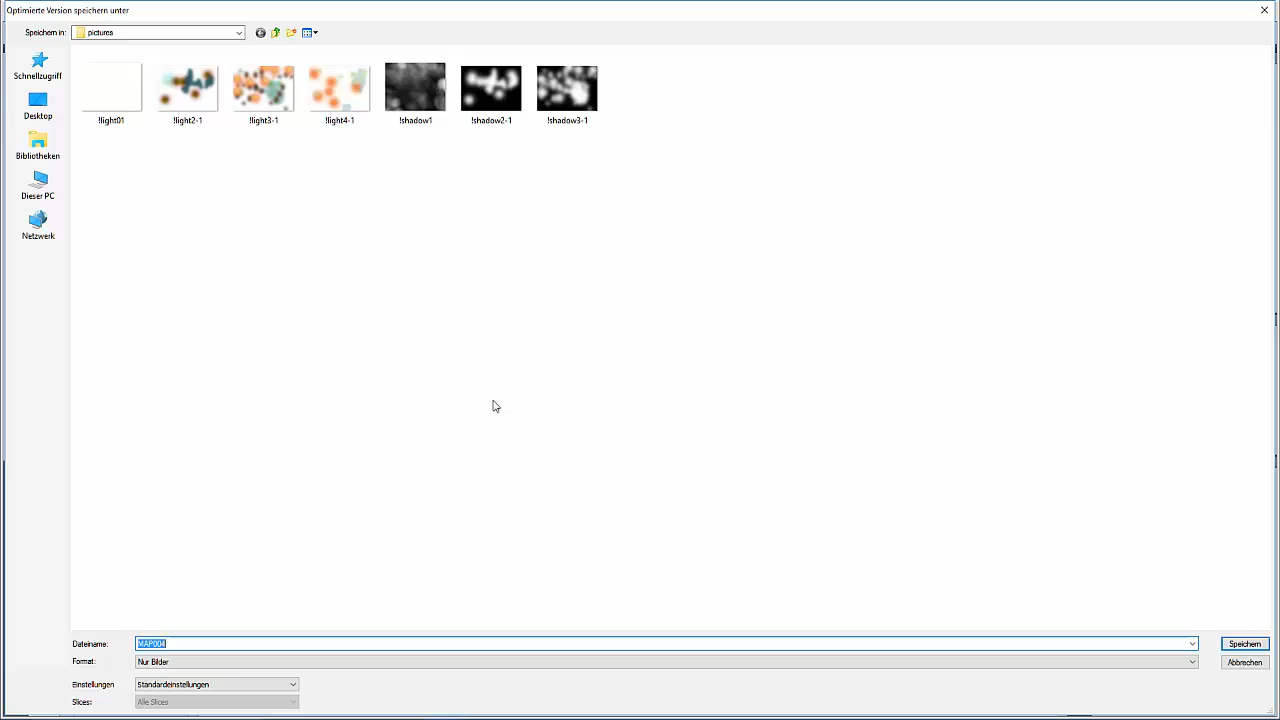 Optimierte Version speichern unter
Speichern in: pictures
Schnellzugriff
Desktop
Bibliotheken
Dieser PC
Netzwerk
!light01 !light2-1 !light3-1 !light4-1 !shadow1 !shadow2-1 !shadow3-1
Dateiname: MAP004 Speichern
Format: Nur Bilder Abbrechen
Einstellungen Standardeinstellungen
Slices: Alle Slices